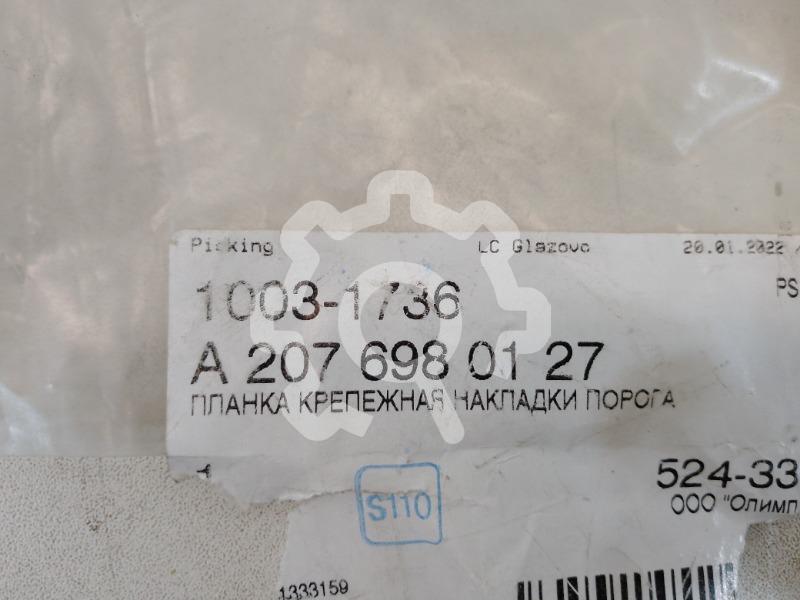 Picking LC Glazovo 20.01.2022
1003-1736 PS
A 207 698 01 27
ПЛАНКА КРЕПЕЖНАЯ НАКЛАДКИ ПОРОГА
524-33
ООО "Олимп
S110
1333159